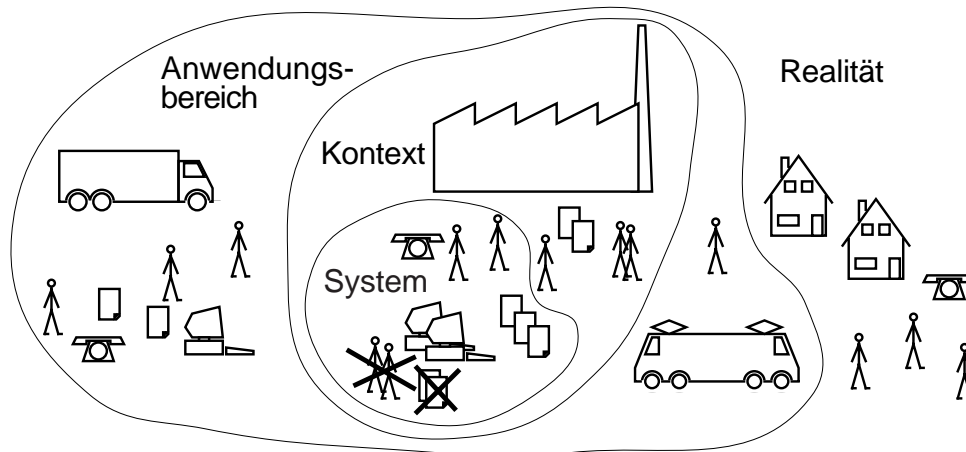 Anwendungs-
bereich
Realität
Kontext
System